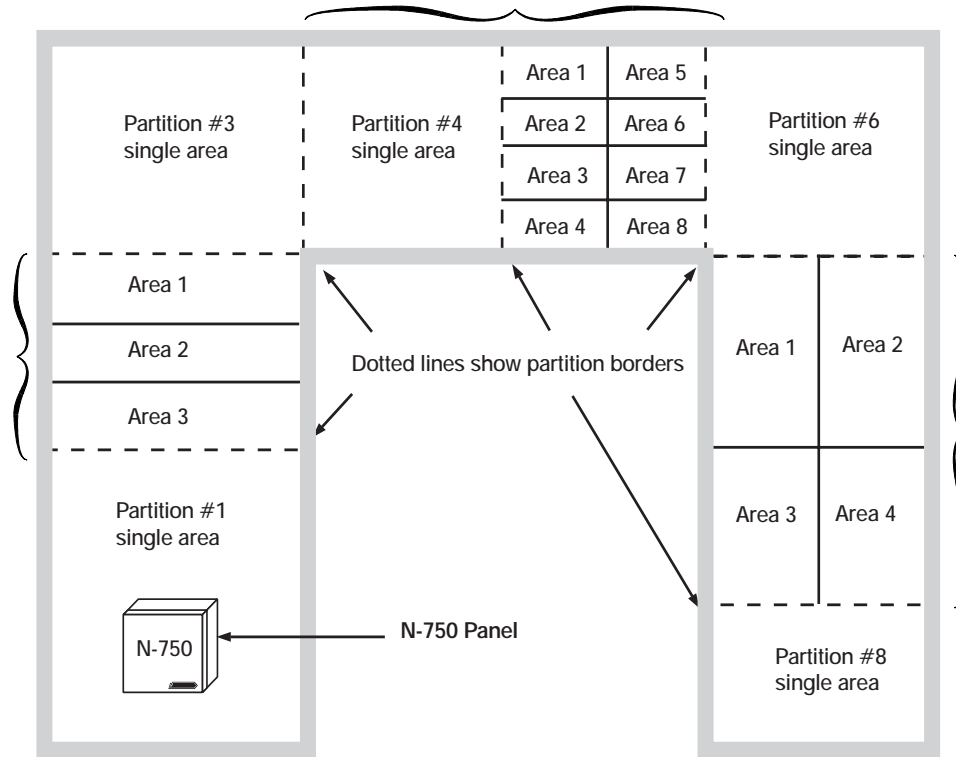 Partition #3
single area
Partition #4
single area
Area 1
Area 5
Area 2
Area 6
Area 3
Area 7
Area 4
Area 8
Partition #6
single area
Area 1
Area 2
Area 3
Dotted lines show partition borders
Area 1
Area 2
Area 3
Area 4
Partition #1
single area
N-750
N-750 Panel
Partition #8
single area